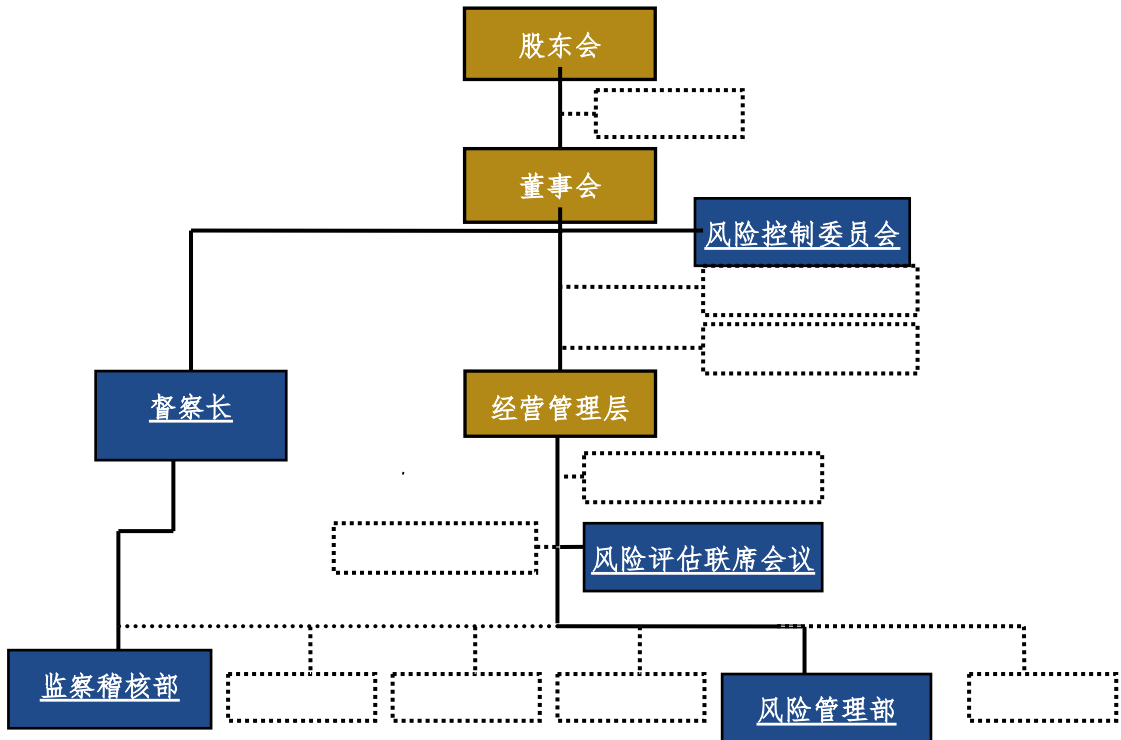 股东会
董事会
风险控制委员会
督察长
经营管理层
风险评估联席会议
监察稽核部
风险管理部